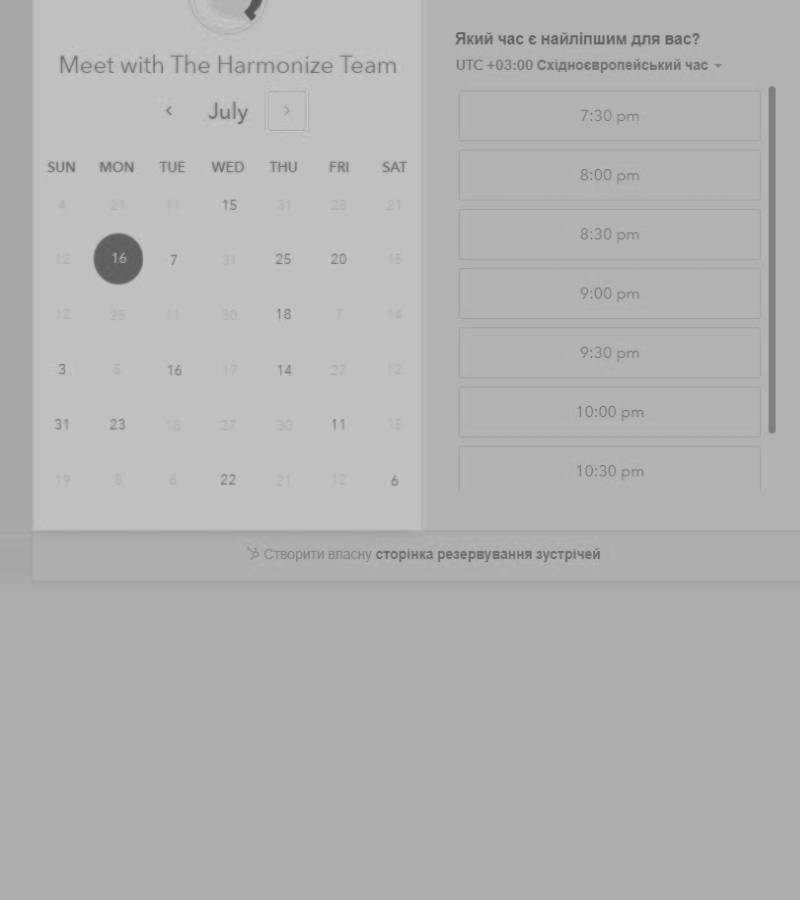 Meet with The Harmonize Team
July
SUN MON TUE WED THU FRI SAT
4 21 11 15 31 28 21
12 16 7 31 25 20 15
12 25 11 30 18 7 14
3 5 16 17 14 27 12
31 23 18 27 30 11 15
19 8 6 22 21 12 6
Який час є найліпшим для вас?
UTC +03:00 Східноєвропейський час
7:30 pm
8:00 pm
8:30 pm
9:00 pm
9:30 pm
10:00 pm
10:30 pm
Створити власну сторінка резервування зустрічей